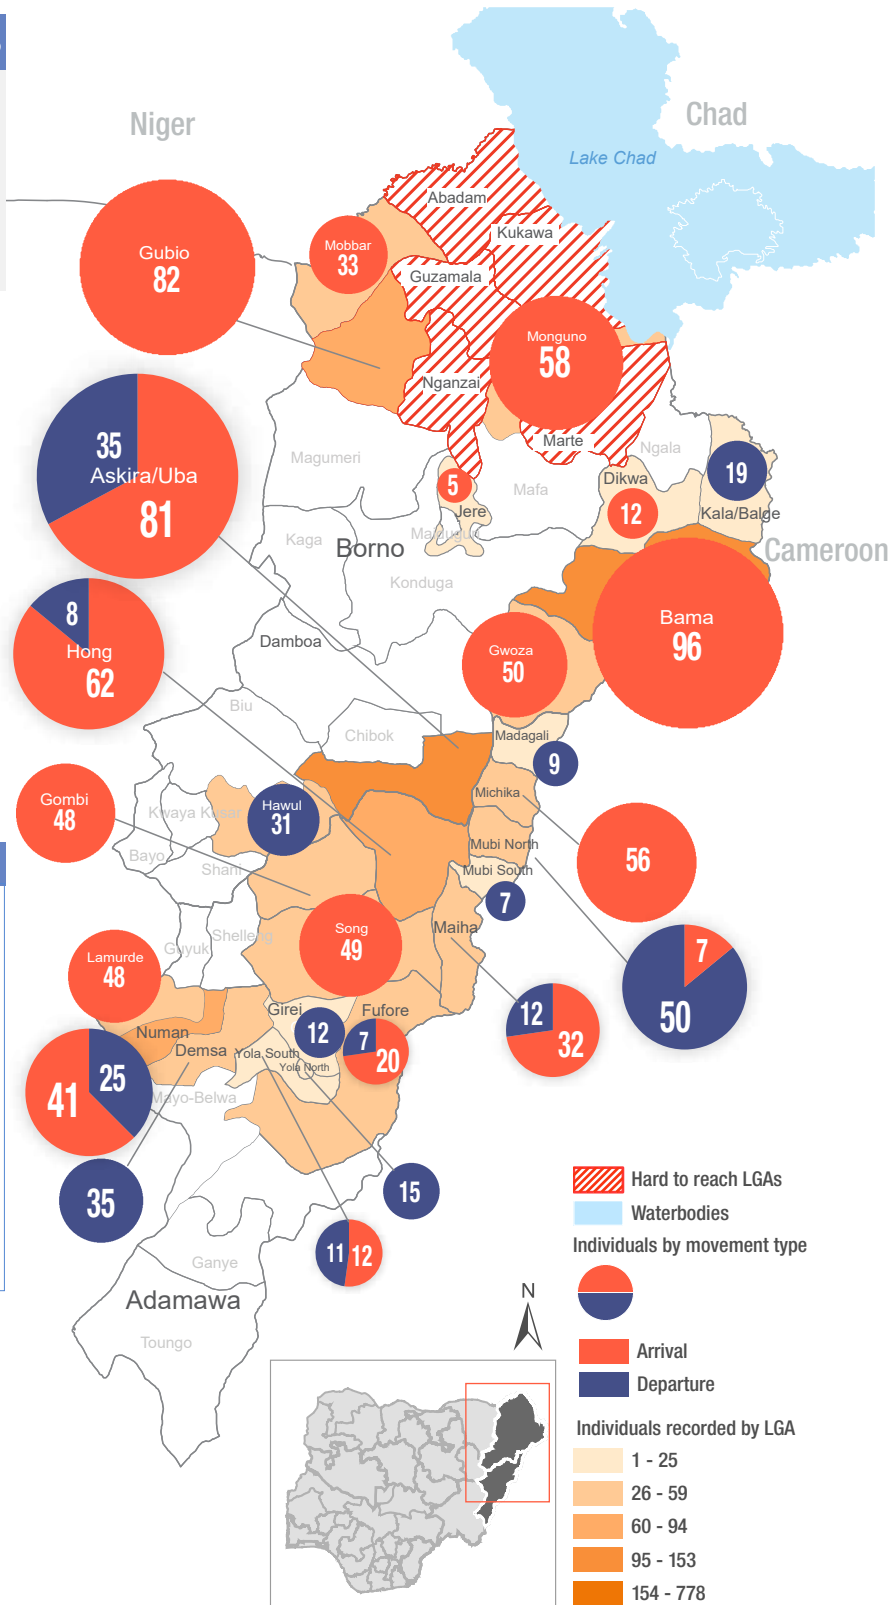 Niger
Chad
Lake Chad
Abadam
Kukawa
Gubio
82
Mobbar
33
Guzamala
Monguno
58
Nganzai
35
Askira/Uba
81
Marte
Ngala
Magumeri
19
5
Mafa
Dikwa
12
Jere
Kala/Balge
Maiduguri
Kaga
Borno
Cameroon
Konduga
8
Hong
62
Bama
96
Damboa
Gwoza
50
Biu
Chibok
Madagali
9
Michika
Gombi
48
Kwaya Kusar
Hawul
31
Mubi North
Bayo
Shani
Mubi South
56
7
Song
49
Maiha
Guyuk
Shelleng
7
50
Lamurde
48
Girei
12
Fufore
12
32
Numan
Demsa
Yola South
7
20
Yola North
41
25
Mayo-Belwa
35
15
11
12
Hard to reach LGAs
Waterbodies
Individuals by movement type
Ganye
Adamawa
Toungo
N
Arrival
Departure
Individuals recorded by LGA
1 - 25
26 - 59
60 - 94
95 - 153
154 - 778